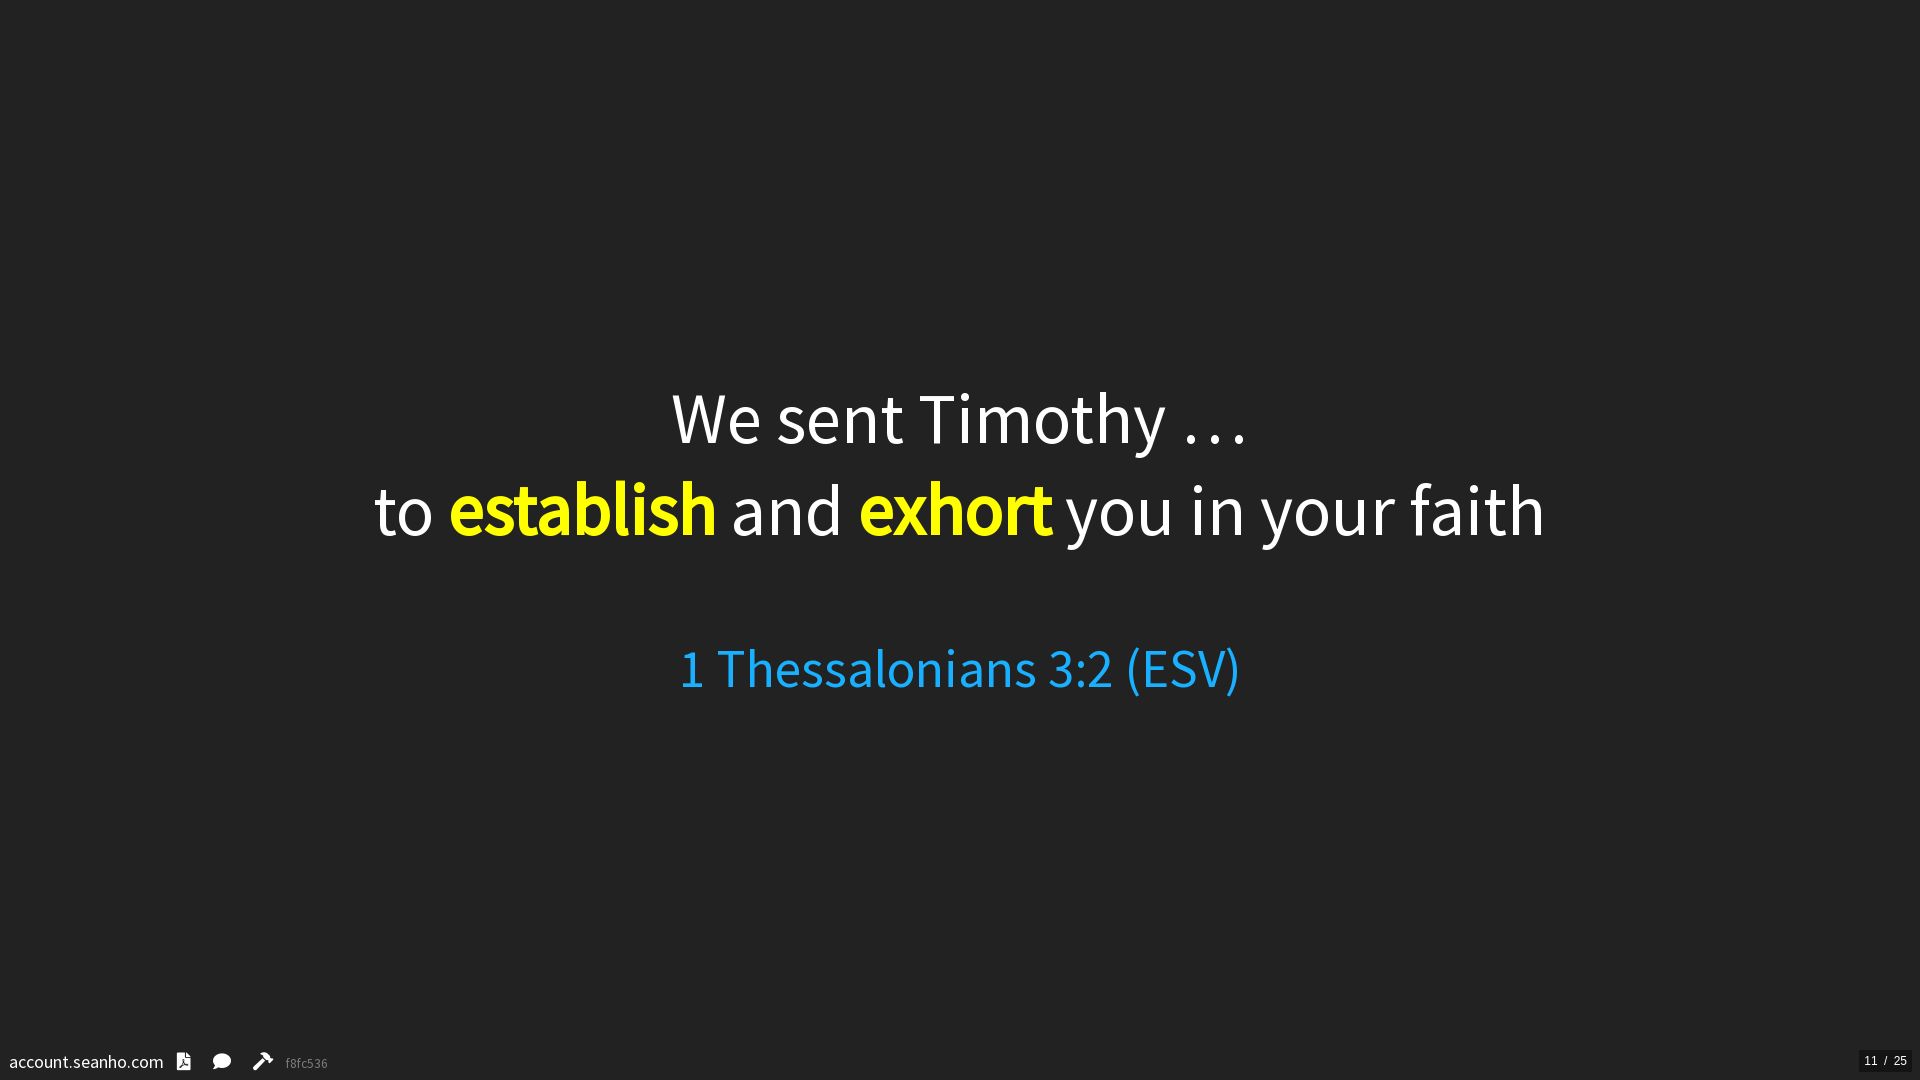 We sent Timothy …
to establish and exhort you in your faith
1 Thessalonians 3:2 (ESV)
account.seanho.com f8fc536
11 / 25